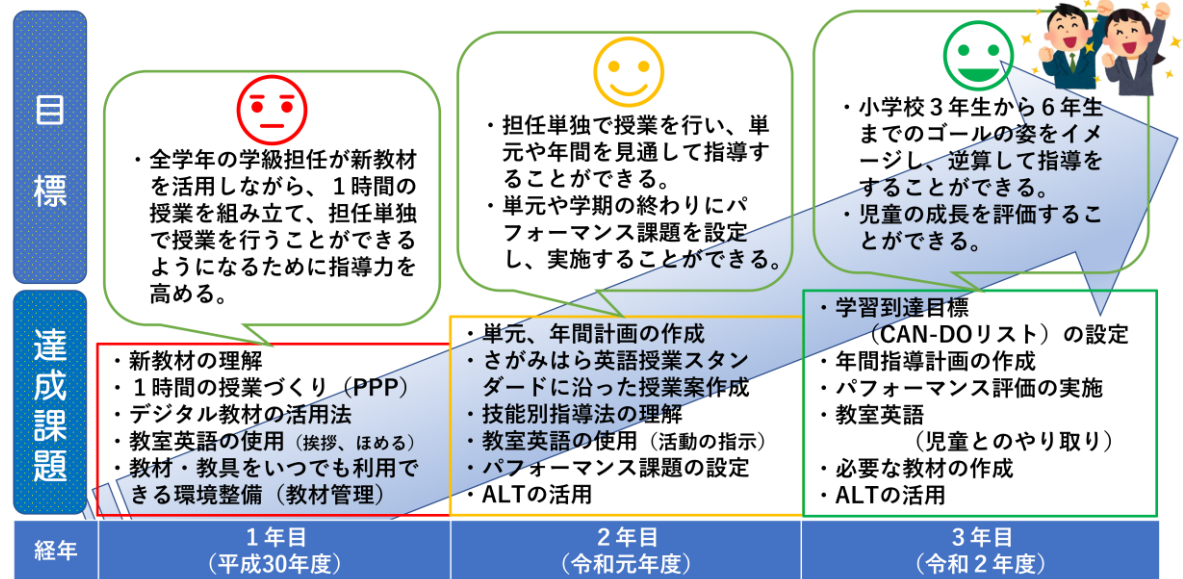 目標
・全学年の学級担任が新教材
を活用しながら、１時間の
授業を組み立て、担任単独
で授業を行うことができる
ようになるために指導力を
高める。
・担任単独で授業を行い、単
元や年間を見通して指導す
ることができる。
・単元や学期の終わりにパ
フォーマンス課題を設定
し、実施することができる。
・小学校３年生から６年生
までのゴールの姿をイメ
ージし、逆算して指導を
することができる。
・児童の成長を評価するこ
とができる。
達成課題
・新教材の理解
・１時間の授業づくり（PPP）
・デジタル教材の活用法
・教室英語の使用（挨拶、ほめる）
・教材・教具をいつでも利用で
きる環境整備（教材管理）
・単元、年間計画の作成
・さがみはら英語授業スタン
ダードに沿った授業案作成
・技能別指導法の理解
・教室英語の使用（活動の指示）
・パフォーマンス課題の設定
・ALTの活用
・学習到達目標
（CAN-DOリスト）の設定
・年間指導計画の作成
・パフォーマンス評価の実施
・教室英語
（児童とのやり取り）
・必要な教材の作成
・ALTの活用
経年
１年目
（平成30年度）
２年目
（令和元年度）
３年目
（令和２年度）